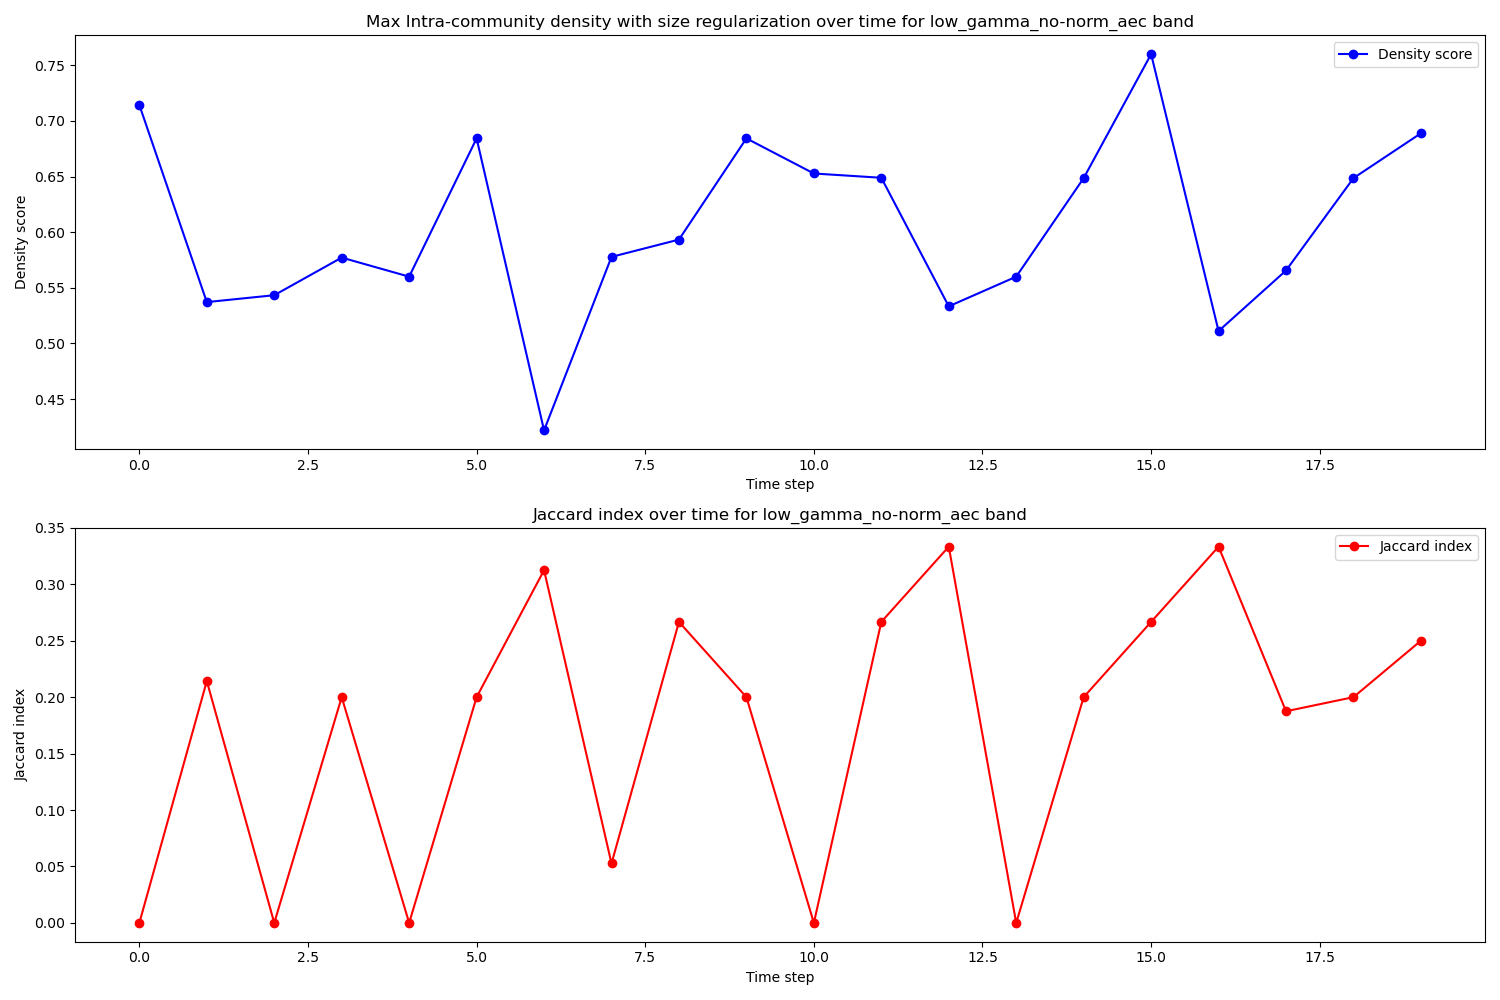 Max Intra-community density with size regularization over time for low_gamma_no-norm_aec band
Density score
0.75
0.70
0.65
0.60
0.55
0.50
0.45
Density score
0.0 2.5 5.0 7.5 10.0 12.5 15.0 17.5
Time step
Jaccard index over time for low_gamma_no-norm_aec band
Jaccard index
0.35
0.30
0.25
0.20
0.15
0.10
0.05
0.00
Jaccard index
0.0 2.5 5.0 7.5 10.0 12.5 15.0 17.5
Time step